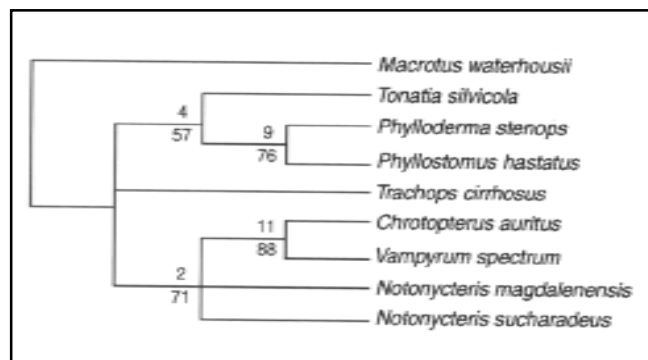 Macrotus waterhousii
Tonatia silvicola
4
57
Phylloderma stenops
9
76
Phyllostomus hastatus
Trachops cirrhosus
Chrotopterus auritus
11
88
Vampyrum spectrum
2
71
Notonycteris magdalenensis
Notonycteris sucharadeus